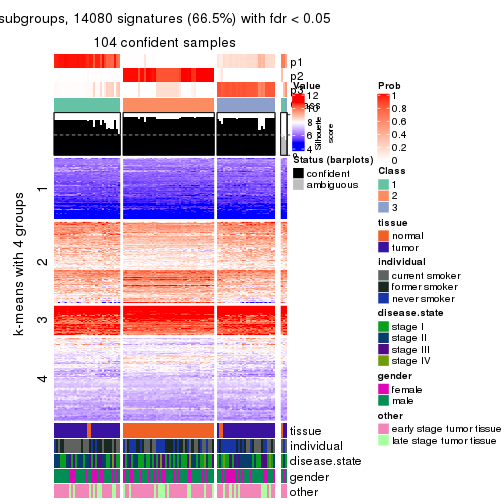 subgroups, 14080 signatures (66.5%) with fdr < 0.05
104 confident samples
p1
p2
p3
Class
Silhouette
score
k-means with 4 groups
1
2
3
4
tissue
individual
disease.state
gender
other
Value
12
10
8
6
4
Status (barplots)
confident
ambiguous
Prob
1
0.8
0.6
0.4
0.2
0
Class
1
2
3
tissue
normal
tumor
individual
current smoker
former smoker
never smoker
disease.state
stage I
stage II
stage III
stage IV
gender
female
male
other
early stage tumor tissue
late stage tumor tissue